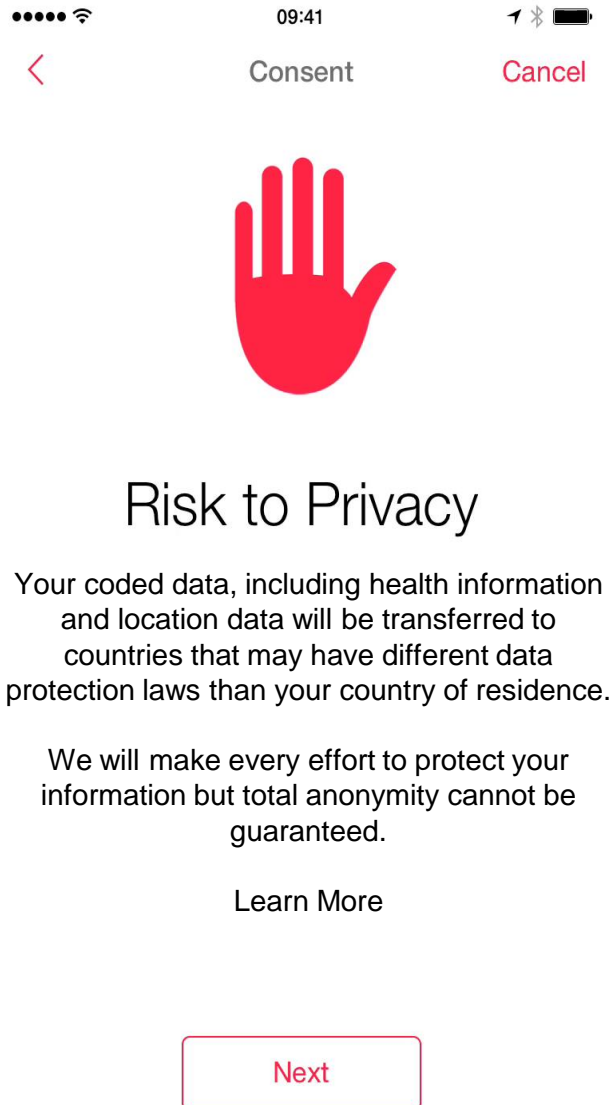 09:41
Consent
Cancel
Risk to Privacy
Your coded data, including health information
and location data will be transferred to
countries that may have different data
protection laws than your country of residence.
We will make every effort to protect your
information but total anonymity cannot be
guaranteed.
Learn More
Next